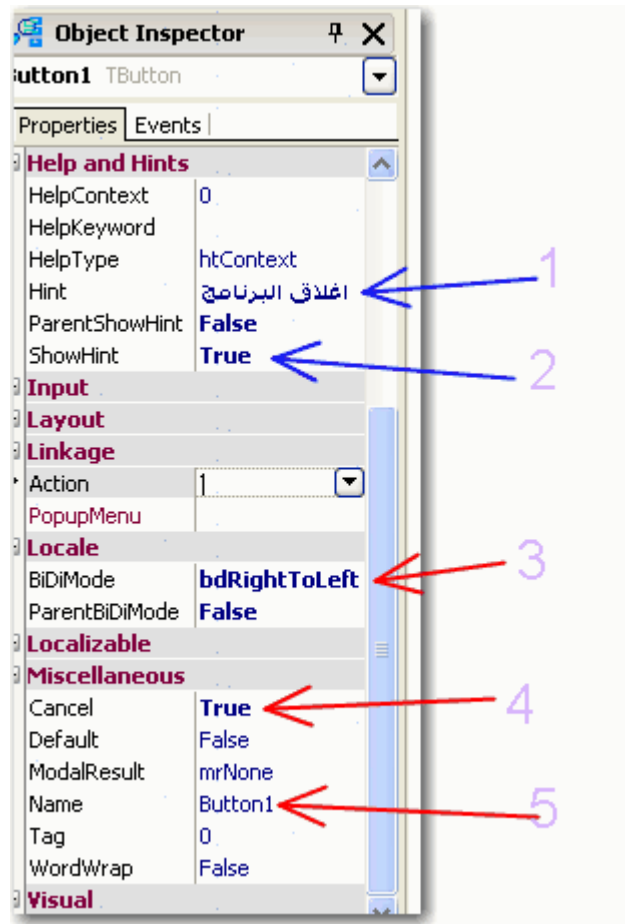 Object Inspector
Button1 TButton
Properties Events
Help and Hints
HelpContext 0
HelpKeyword
HelpType htContext
Hint اغلاق البرنامج
ParentShowHint False
ShowHint True
Input
Layout
Linkage
Action 1
PopupMenu
Locale
BiDiMode bdRightToLeft
ParentBiDiMode False
Localizable
Miscellaneous
Cancel True
Default False
ModalResult mrNone
Name Button1
Tag 0
WordWrap False
Visual
1
2
3
4
5